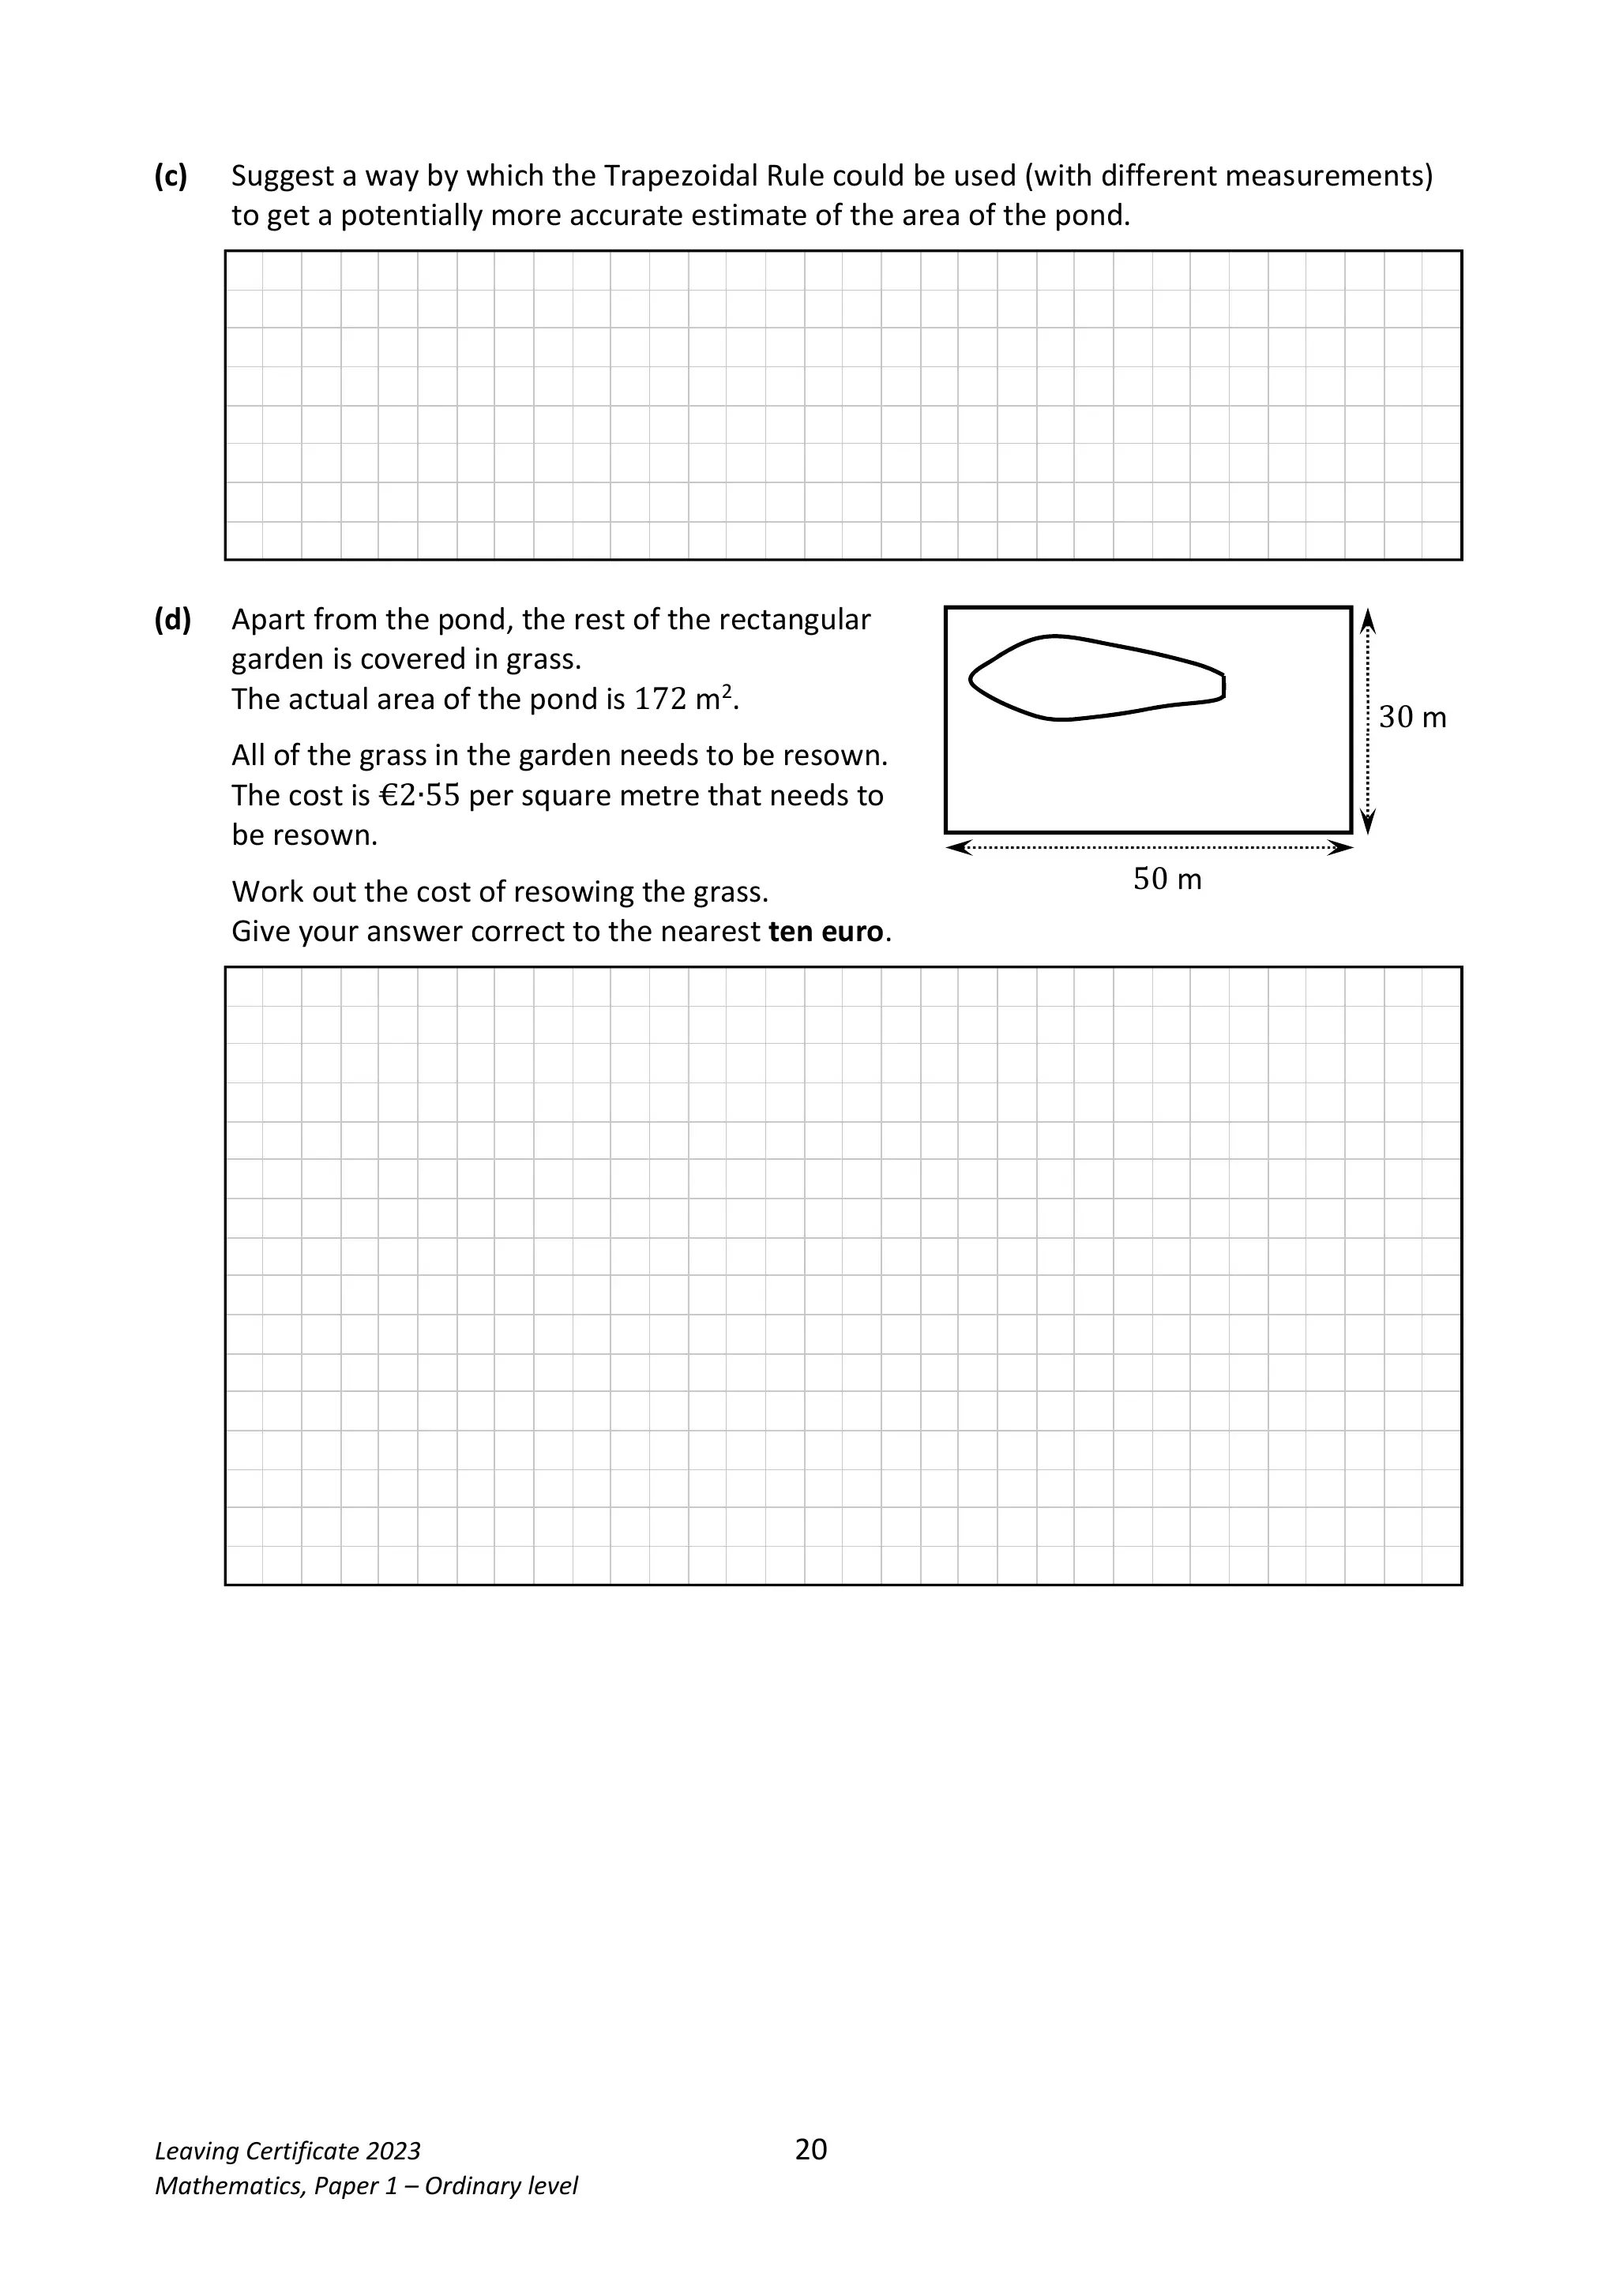 (c) Suggest a way by which the Trapezoidal Rule could be used (with different measurements)
to get a potentially more accurate estimate of the area of the pond.
(d) Apart from the pond, the rest of the rectangular
garden is covered in grass.
The actual area of the pond is 172 m².
All of the grass in the garden needs to be resown.
The cost is €2·55 per square metre that needs to
be resown.
Work out the cost of resowing the grass.
Give your answer correct to the nearest ten euro.
30 m
50 m
Leaving Certificate 2023
20
Mathematics, Paper 1 – Ordinary level